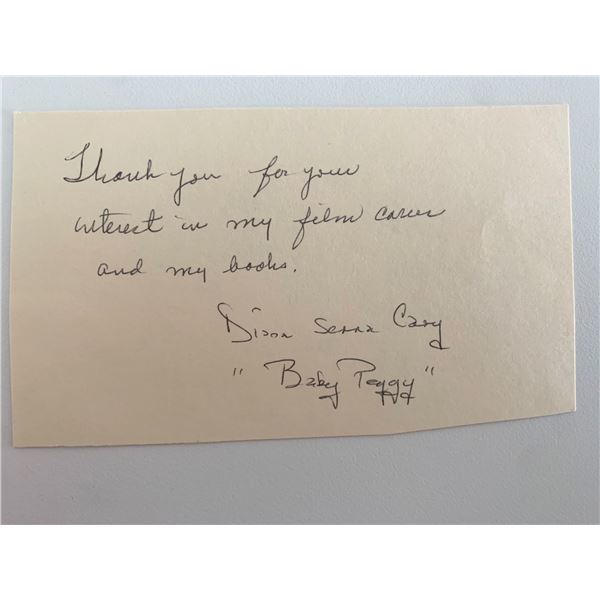 Thank you for your
interest in my film career
and my books.
Diana Serra Cary
"Baby Peggy"